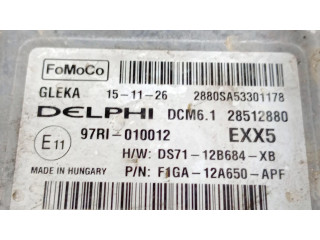 FoMoCo
GLEKA 15-11-26 2880SA53301178
DELPHI DCM6.1 28512880
E11 97RI-010012 EXX5
H/W: DS71-12B684-XB
MADE IN HUNGARY P/N: F1GA-12A650-APF